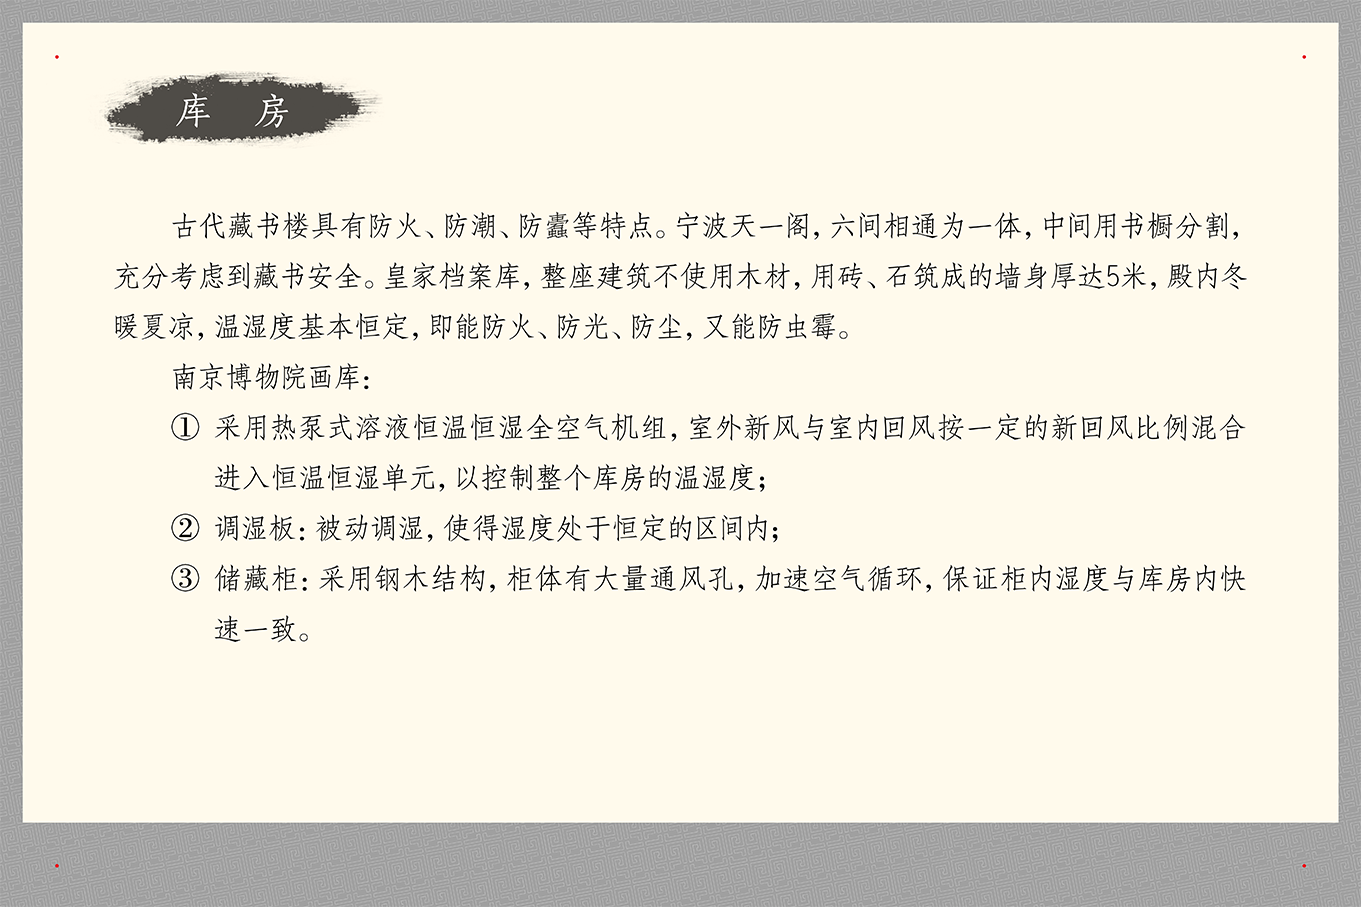 库 房
古代藏书楼具有防火、防潮、防蠹等特点。宁波天一阁，六间相通为一体，中间用书橱分割，
充分考虑到藏书安全。皇家档案库，整座建筑不使用木材，用砖、石筑成的墙身厚达5米，殿内冬
暖夏凉，温湿度基本恒定，即能防火、防光、防尘，又能防虫霉。
南京博物院画库：
① 采用热泵式溶液恒温恒湿全空气机组，室外新风与室内回风按一定的新回风比例混合
进入恒温恒湿单元，以控制整个库房的温湿度；
② 调湿板：被动调湿，使得湿度处于恒定的区间内；
③ 储藏柜：采用钢木结构，柜体有大量通风孔，加速空气循环，保证柜内湿度与库房内快
速一致。